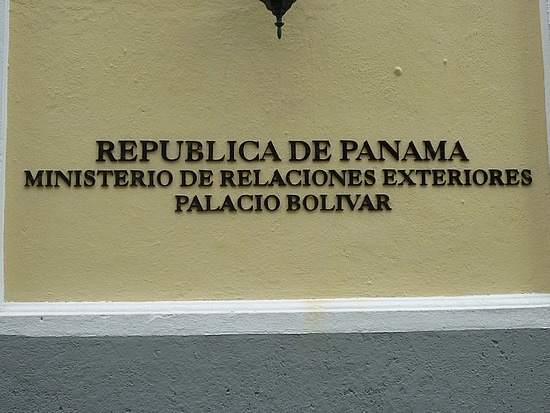 REPUBLICA DE PANAMA
MINISTERIO DE RELACIONES EXTERIORES
PALACIO BOLIVAR